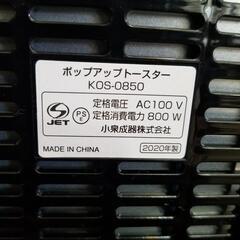 ポップアップトースター
KOS-0850
JET
PSE
定格電圧 AC100 V
定格消費電力 800 W
小泉成器株式会社
MADE IN CHINA
2020年製